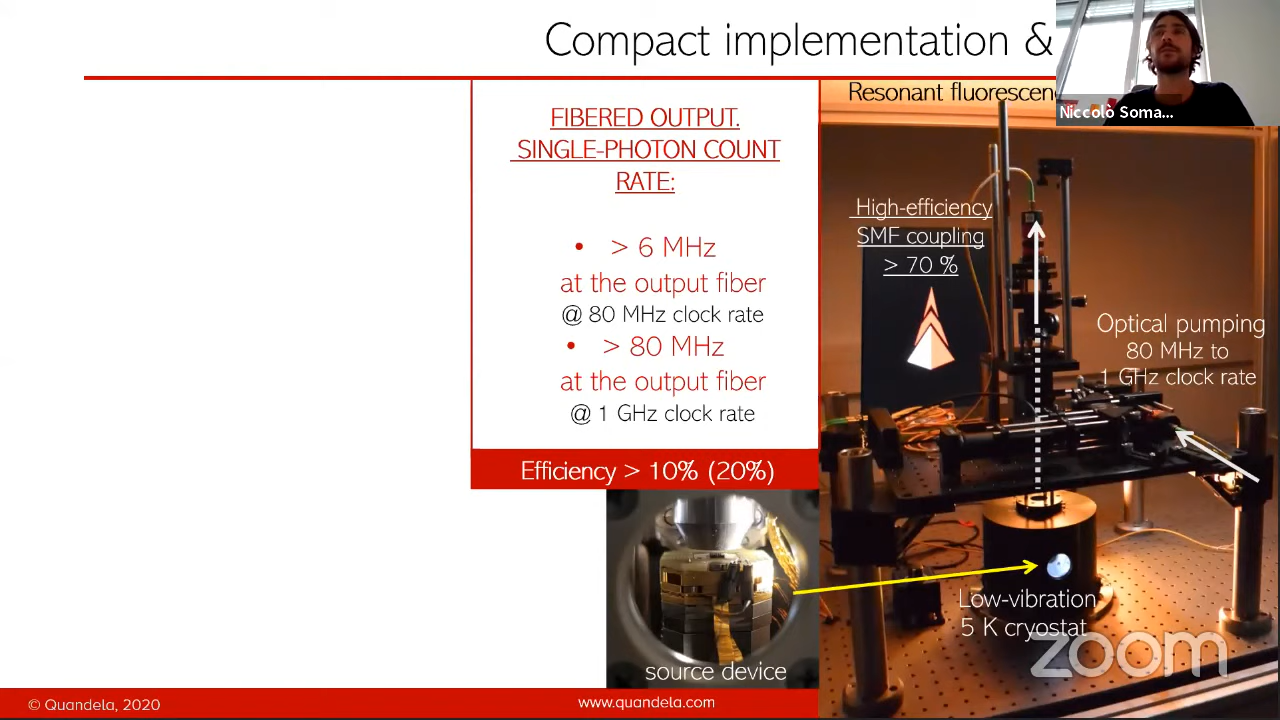 Compact implementation &
Resonant fluorescen
Niccolò Soma...
FIBERED OUTPUT.
SINGLE-PHOTON COUNT
RATE:
• > 6 MHz
at the output fiber
@ 80 MHz clock rate
• > 80 MHz
at the output fiber
@ 1 GHz clock rate
Efficiency > 10% (20%)
High-efficiency
SMF coupling
> 70 %
Optical pumping
80 MHz to
1 GHz clock rate
Low-vibration
5 K cryostat
source device
zoom
© Quandela, 2020
www.quandela.com